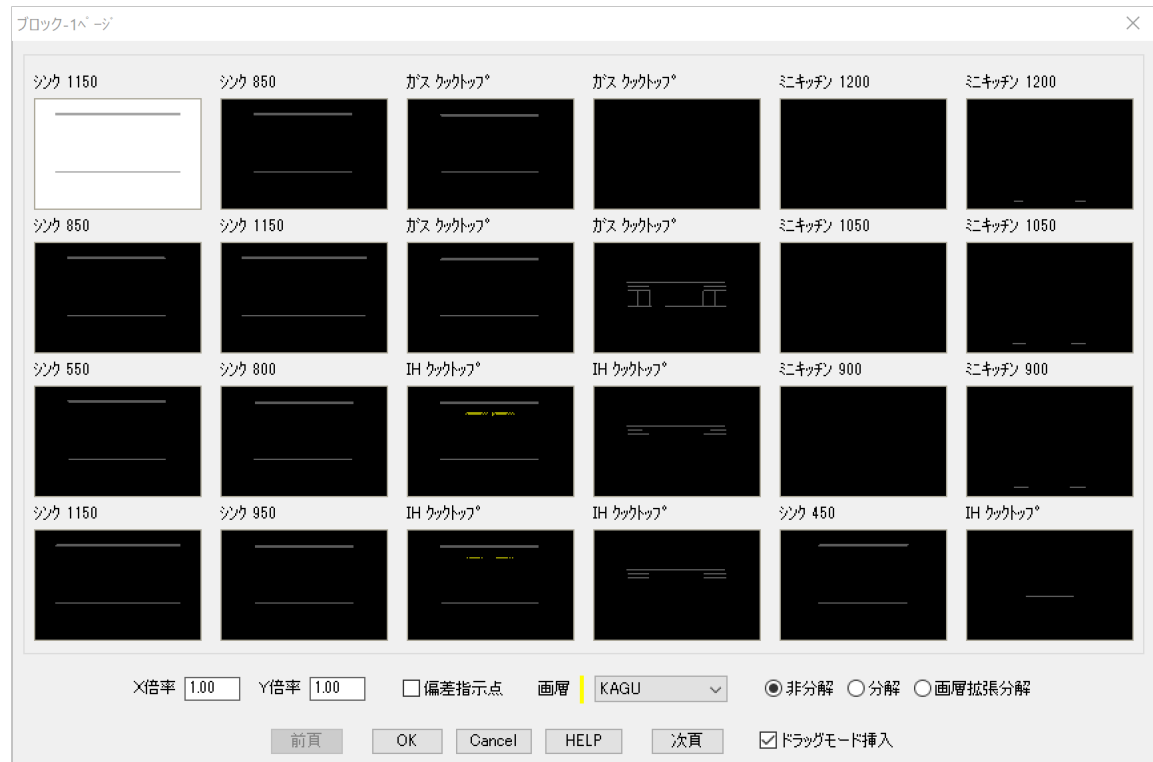 ブロック-1ﾍﾟｰｼﾞ
ｼﾝｸ 1150 ｼﾝｸ 850 ｶﾞｽ ｸｯｸﾄｯﾌﾟ ｶﾞｽ ｸｯｸﾄｯﾌﾟ ﾐﾆｷｯﾁﾝ 1200 ﾐﾆｷｯﾁﾝ 1200
ｼﾝｸ 850 ｼﾝｸ 1150 ｶﾞｽ ｸｯｸﾄｯﾌﾟ ｶﾞｽ ｸｯｸﾄｯﾌﾟ ﾐﾆｷｯﾁﾝ 1050 ﾐﾆｷｯﾁﾝ 1050
ｼﾝｸ 550 ｼﾝｸ 800 IH ｸｯｸﾄｯﾌﾟ IH ｸｯｸﾄｯﾌﾟ ﾐﾆｷｯﾁﾝ 900 ﾐﾆｷｯﾁﾝ 900
ｼﾝｸ 1150 ｼﾝｸ 950 IH ｸｯｸﾄｯﾌﾟ IH ｸｯｸﾄｯﾌﾟ ｼﾝｸ 450 IH ｸｯｸﾄｯﾌﾟ
X倍率 1.00 Y倍率 1.00 偏差指示点 画層 KAGU 非分解 分解 画層拡張分解
前頁 OK Cancel HELP 次頁 ドラッグモード挿入